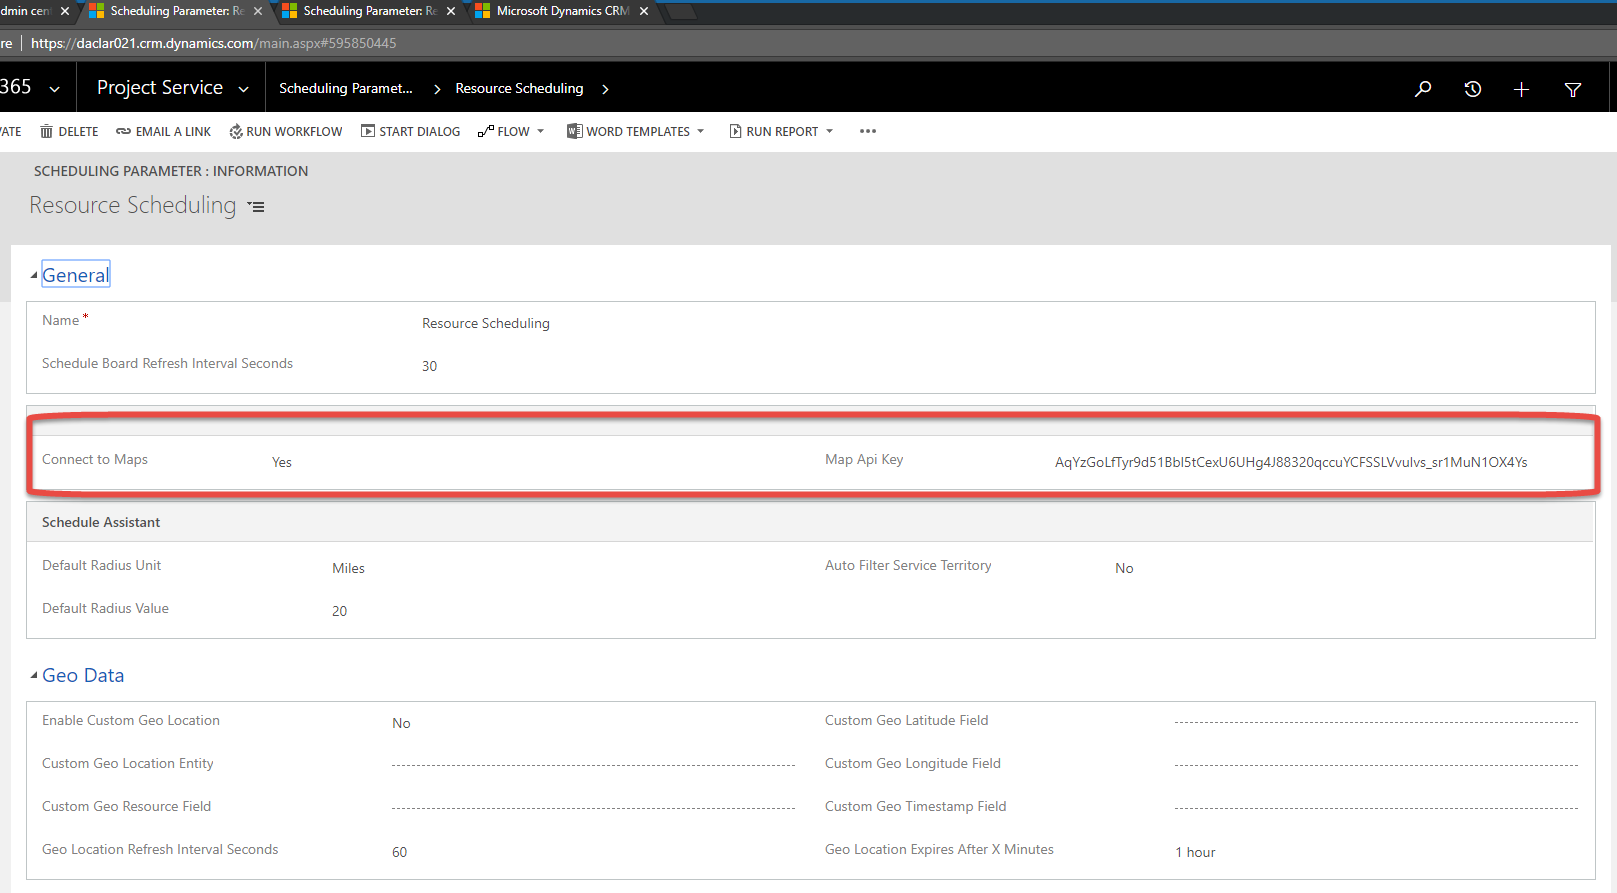 dmin cen
Scheduling Parameter: Re
Scheduling Parameter: Re
Microsoft Dynamics CRM
re | https://daclar021.crm.dynamics.com/main.aspx#595850445
365 Project Service Scheduling Paramet... > Resource Scheduling >
ATE DELETE EMAIL A LINK RUN WORKFLOW START DIALOG FLOW WORD TEMPLATES RUN REPORT •••
SCHEDULING PARAMETER : INFORMATION
Resource Scheduling
General
Name * Resource Scheduling
Schedule Board Refresh Interval Seconds 30
Connect to Maps Yes Map Api Key AqYzGoLfTyr9d51Bbl5tCexU6UHg4J88320qccuYCFSSLVvulvs_sr1MuN1OX4Ys
Schedule Assistant
Default Radius Unit Miles Auto Filter Service Territory No
Default Radius Value 20
Geo Data
Enable Custom Geo Location No Custom Geo Latitude Field
Custom Geo Location Entity Custom Geo Longitude Field
Custom Geo Resource Field Custom Geo Timestamp Field
Geo Location Refresh Interval Seconds 60 Geo Location Expires After X Minutes 1 hour